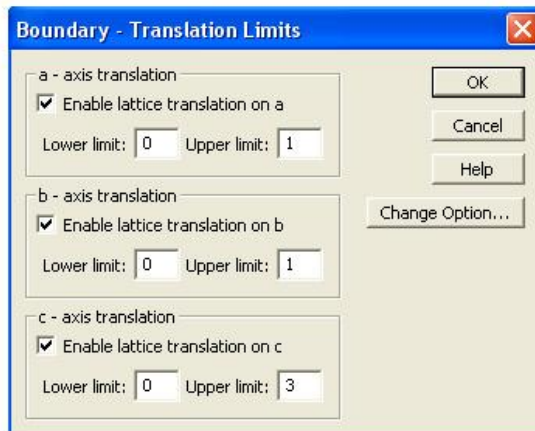 Boundary - Translation Limits
a - axis translation
Enable lattice translation on a
Lower limit: 0 Upper limit: 1
b - axis translation
Enable lattice translation on b
Lower limit: 0 Upper limit: 1
c - axis translation
Enable lattice translation on c
Lower limit: 0 Upper limit: 3
OK
Cancel
Help
Change Option...